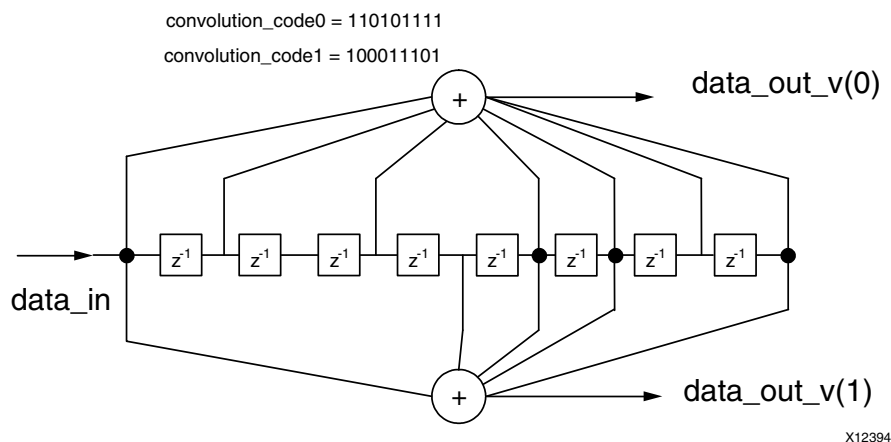 convolution_code0 = 110101111
convolution_code1 = 100011101
+
data_out_v(0)
z⁻¹ z⁻¹ z⁻¹ z⁻¹ z⁻¹ z⁻¹ z⁻¹ z⁻¹
data_in
+
data_out_v(1)
X12394